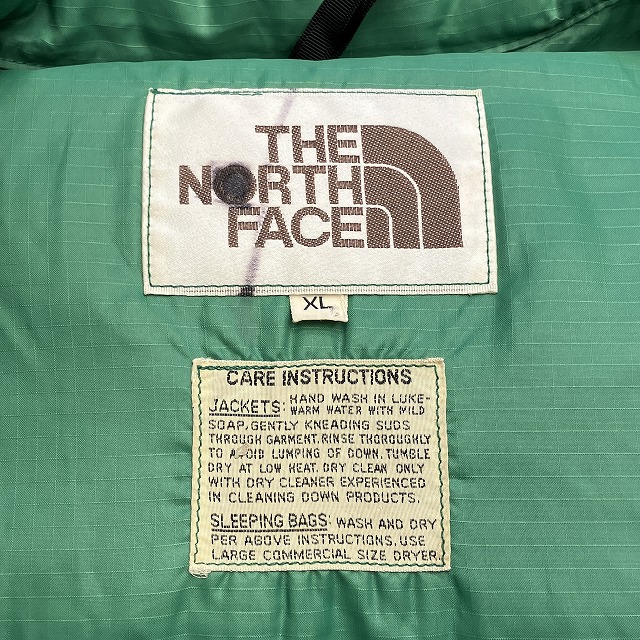 THE
NORTH
FACE
XL
CARE INSTRUCTIONS
JACKETS: HAND WASH IN LUKE-
WARM WATER WITH MILD
SOAP, GENTLY KNEADING SUDS
THROUGH GARMENT. RINSE THOROUGHLY
TO AVOID LUMPING OF DOWN. TUMBLE
DRY AT LOW HEAT. DRY CLEAN ONLY
WITH DRY CLEANER EXPERIENCED
IN CLEANING DOWN PRODUCTS.
SLEEPING BAGS: WASH AND DRY
PER ABOVE INSTRUCTIONS. USE
LARGE COMMERCIAL SIZE DRYER.